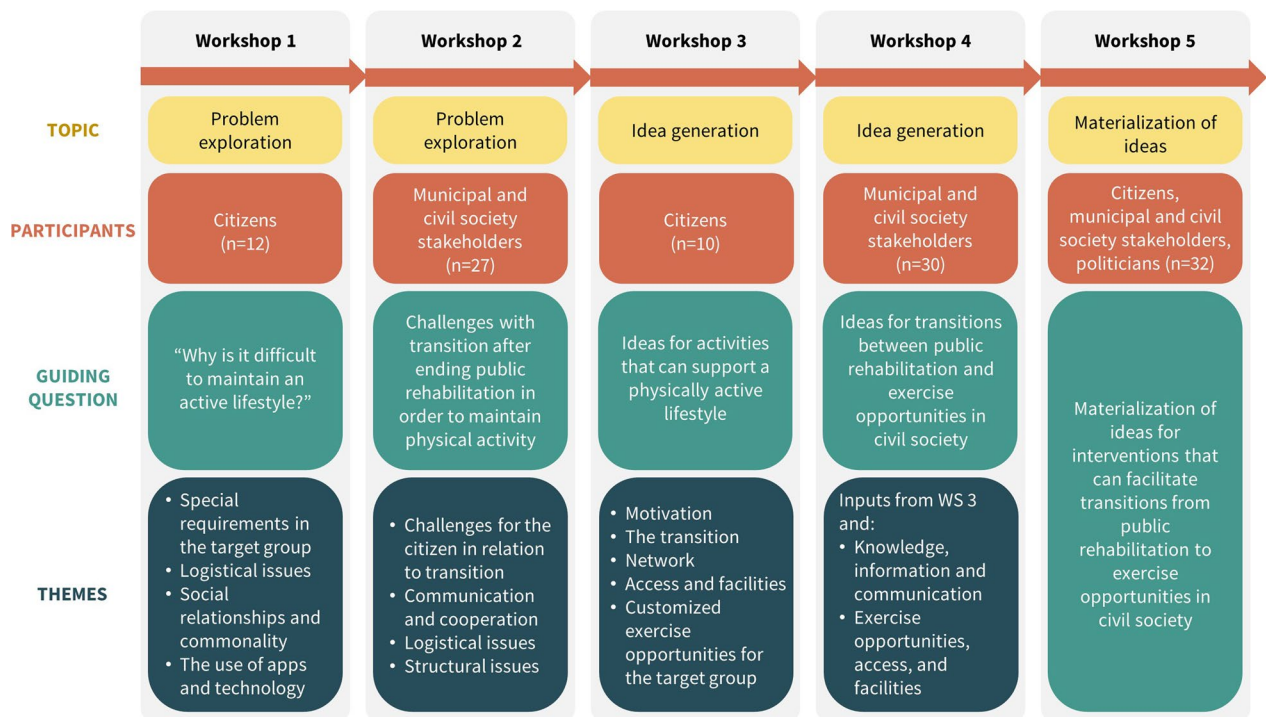 Workshop 1
Workshop 2
Workshop 3
Workshop 4
Workshop 5
TOPIC
Problem
exploration
Problem
exploration
Idea generation
Idea generation
Materialization of
ideas
PARTICIPANTS
Citizens
(n=12)
Municipal and
civil society
stakeholders
(n=27)
Citizens
(n=10)
Municipal and
civil society
stakeholders
(n=30)
Citizens,
municipal and civil
society stakeholders,
politicians (n=32)
GUIDING
QUESTION
“Why is it difficult
to maintain an
active lifestyle?”
Challenges with
transition after
ending public
rehabilitation in
order to maintain
physical activity
Ideas for activities
that can support a
physically active
lifestyle
Ideas for transitions
between public
rehabilitation and
exercise
opportunities in
civil society
Materialization of
ideas for
interventions that
can facilitate
transitions from
public
rehabilitation to
exercise
opportunities in
civil society
THEMES
• Special
requirements in
the target group
• Logistical issues
• Social
relationships and
commonality
• The use of apps
and technology
• Challenges for the
citizen in relation
to transition
• Communication
and cooperation
• Logistical issues
• Structural issues
• Motivation
• The transition
• Network
• Access and facilities
• Customized
exercise
opportunities for
the target group
Inputs from WS 3
and:
• Knowledge,
information and
communication
• Exercise
opportunities,
access, and
facilities